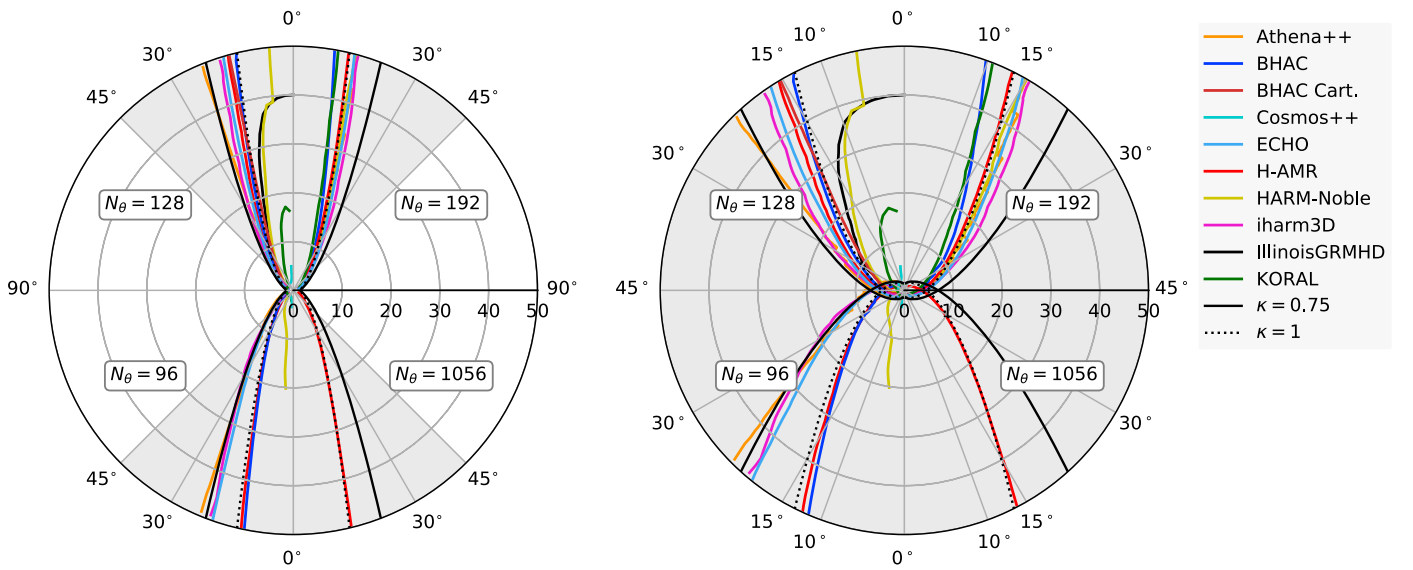 0°
30°
30°
45°
45°
N_θ = 128
N_θ = 192
90°
0
10
20
30
40
50
90°
N_θ = 96
N_θ = 1056
45°
45°
30°
30°
0°
0°
10°
10°
15°
15°
30°
30°
N_θ = 128
N_θ = 192
45°
0
10
20
30
40
50
45°
N_θ = 96
N_θ = 1056
30°
30°
15°
15°
10°
10°
0°
Athena++
BHAC
BHAC Cart.
Cosmos++
ECHO
H-AMR
HARM-Noble
iharm3D
IllinoisGRMHD
KORAL
κ = 0.75
κ = 1